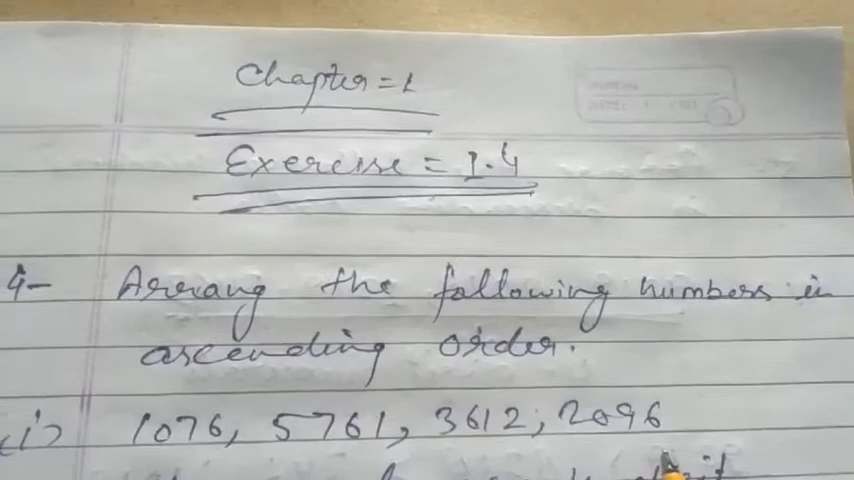 Chapter = 1
Exercise = 1.4
4- Arrang the following numbers in
ascending order.
(i) 1076, 5761, 3612, 2096